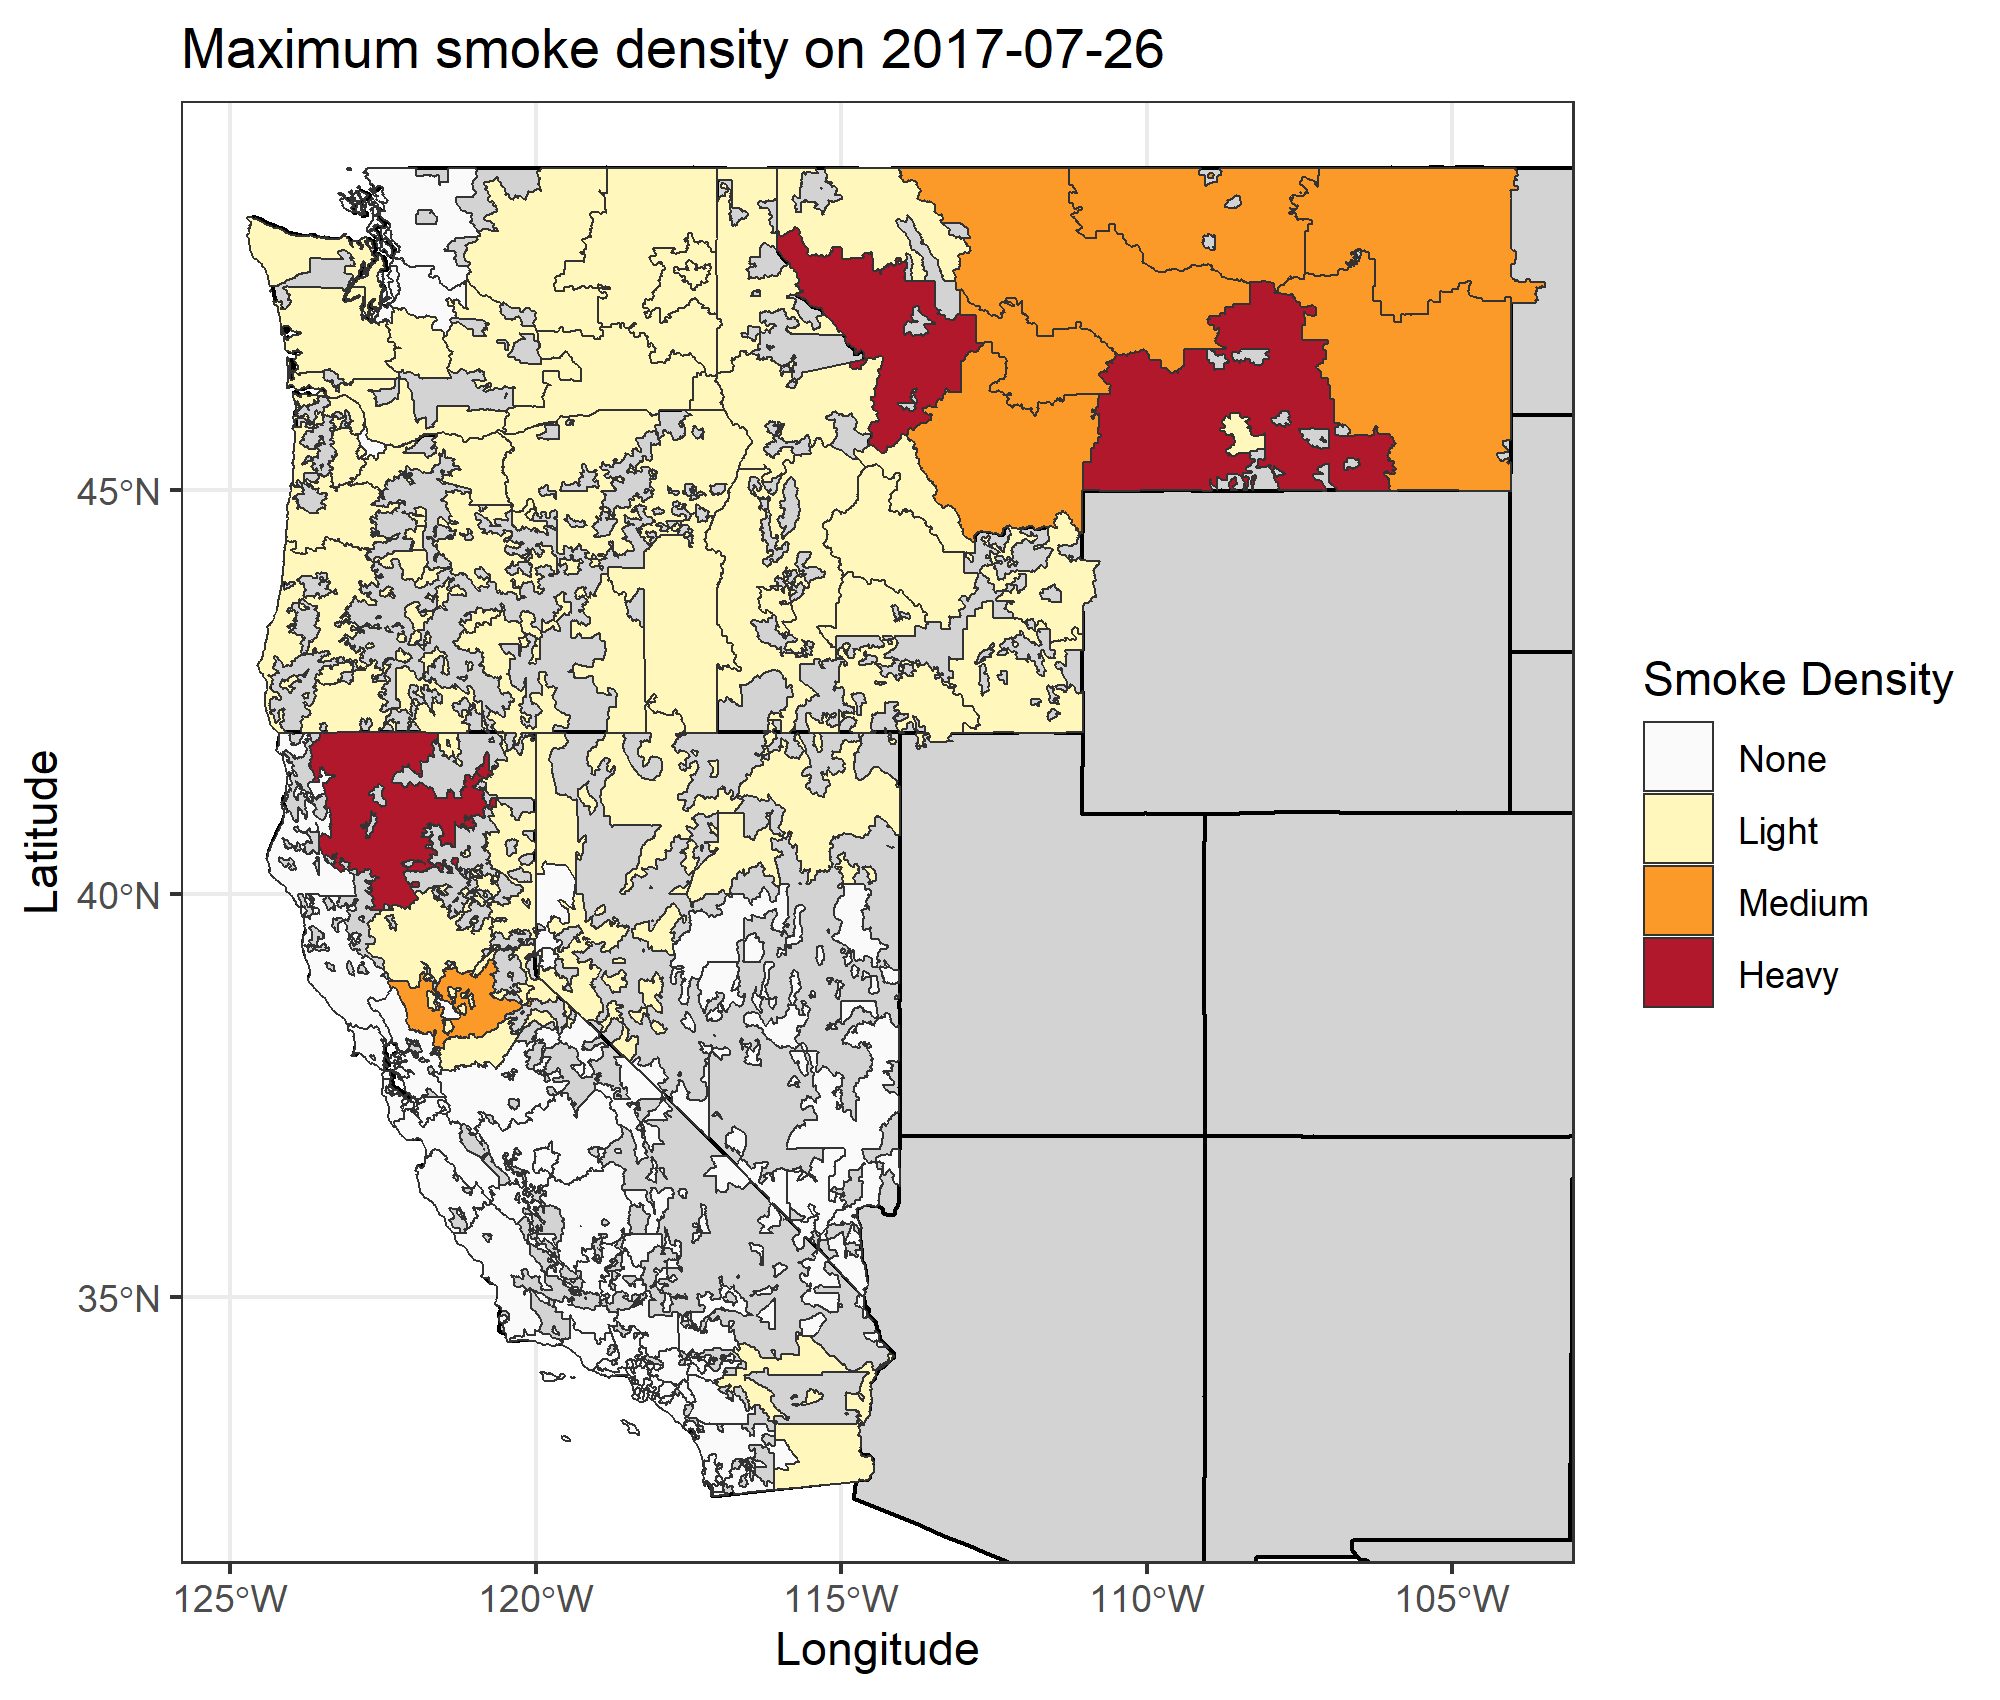 Maximum smoke density on 2017-07-26
45°N
40°N
35°N
Latitude
125°W
120°W
115°W
110°W
105°W
Longitude
Smoke Density
None
Light
Medium
Heavy